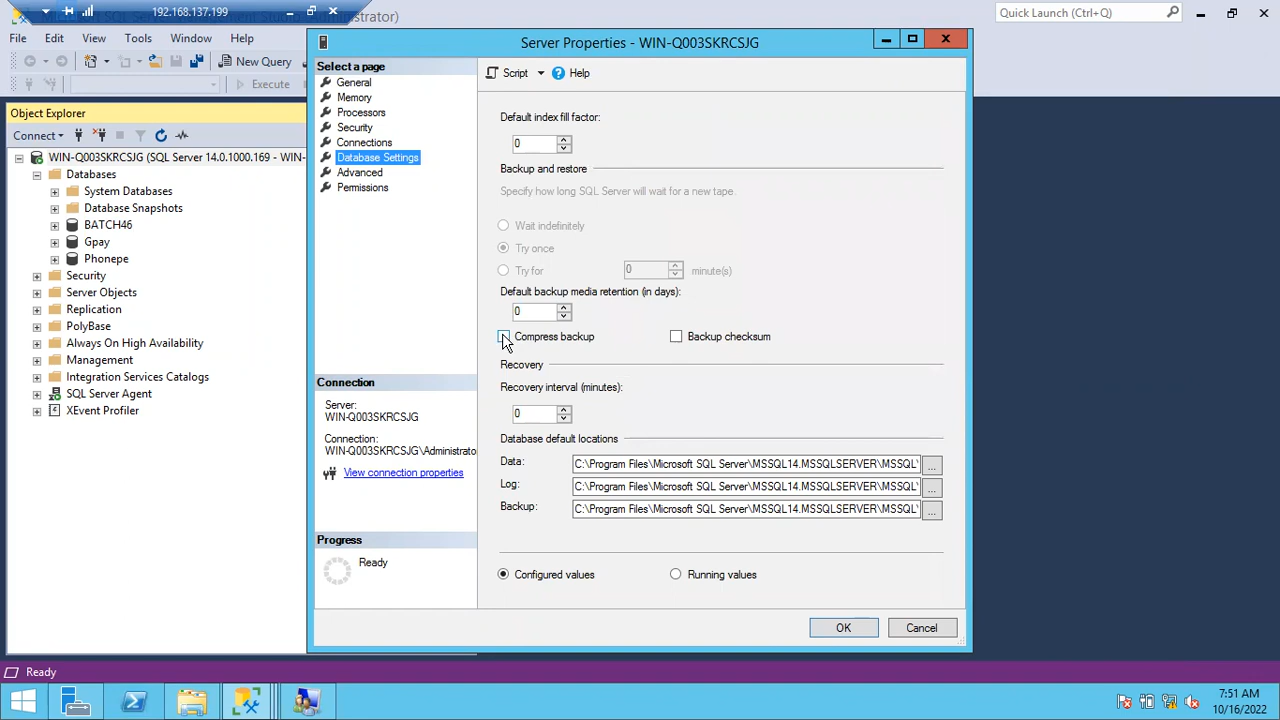 192.168.137.199
Microsoft SQL Server Management Studio (Administrator)
Quick Launch (Ctrl+Q)
File Edit View Debug Tools Window Help
New Query
Execute
Object Explorer
Connect
WIN-Q003SKRCSJG (SQL Server 14.0.1000.169 - WIN-
Databases
System Databases
Database Snapshots
BATCH46
Gpay
Phonepe
Security
Server Objects
Replication
PolyBase
Always On High Availability
Management
Integration Services Catalogs
SQL Server Agent
XEvent Profiler
Server Properties - WIN-Q003SKRCSJG
Select a page
General
Memory
Processors
Security
Connections
Database Settings
Advanced
Permissions
Connection
Server:
WIN-Q003SKRCSJG
Connection:
WIN-Q003SKRCSJG\Administrato
View connection properties
Progress
Ready
Script Help
Default index fill factor:
0
Backup and restore
Specify how long SQL Server will wait for a new tape.
Wait indefinitely
Try once
Try for 0 minute(s)
Default backup media retention (in days):
0
Compress backup Backup checksum
Recovery
Recovery interval (minutes):
0
Database default locations
Data: C:\Program Files\Microsoft SQL Server\MSSQL14.MSSQLSERVER\MSSQL\ ...
Log: C:\Program Files\Microsoft SQL Server\MSSQL14.MSSQLSERVER\MSSQL\ ...
Backup: C:\Program Files\Microsoft SQL Server\MSSQL14.MSSQLSERVER\MSSQL\ ...
Configured values Running values
OK Cancel
Ready
7:51 AM
10/16/2022